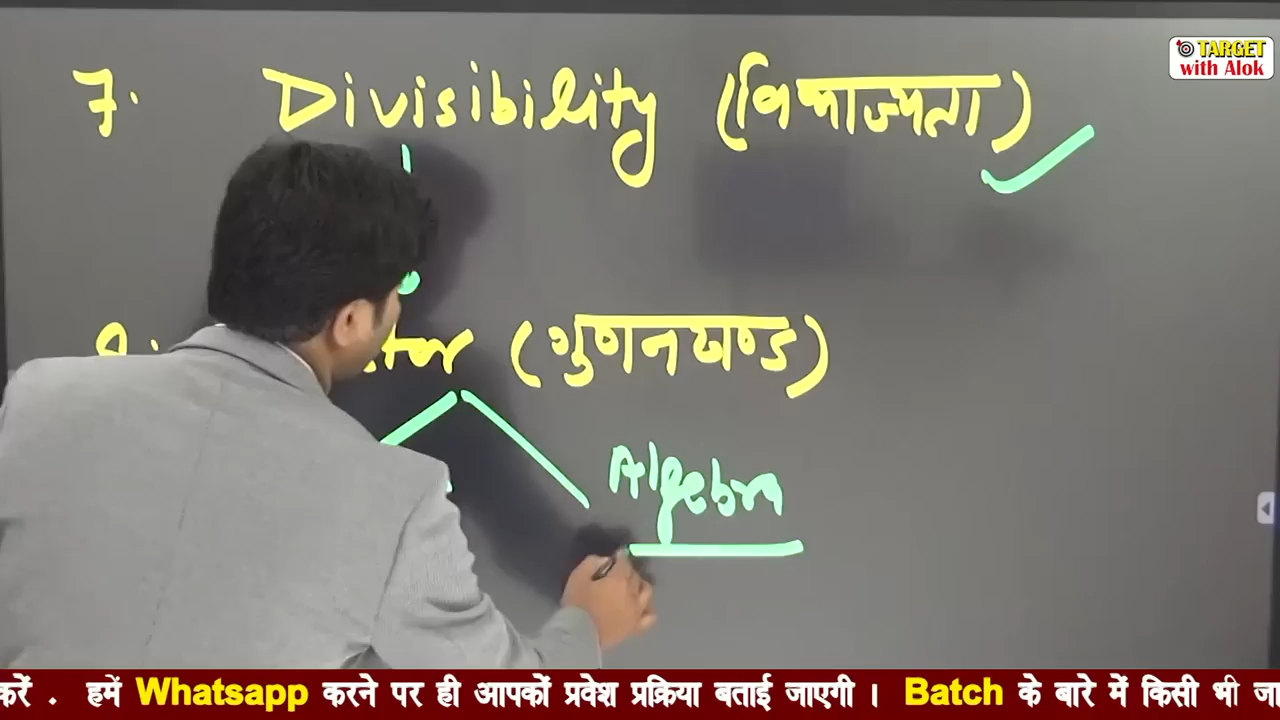 TARGET
with Alok
7. Divisibility (विभाज्यता)
8. (गुणनखण्ड)
Algebra
करें . हमें Whatsapp करने पर ही आपकों प्रवेश प्रक्रिया बताई जाएगी । Batch के बारे में किसी भी